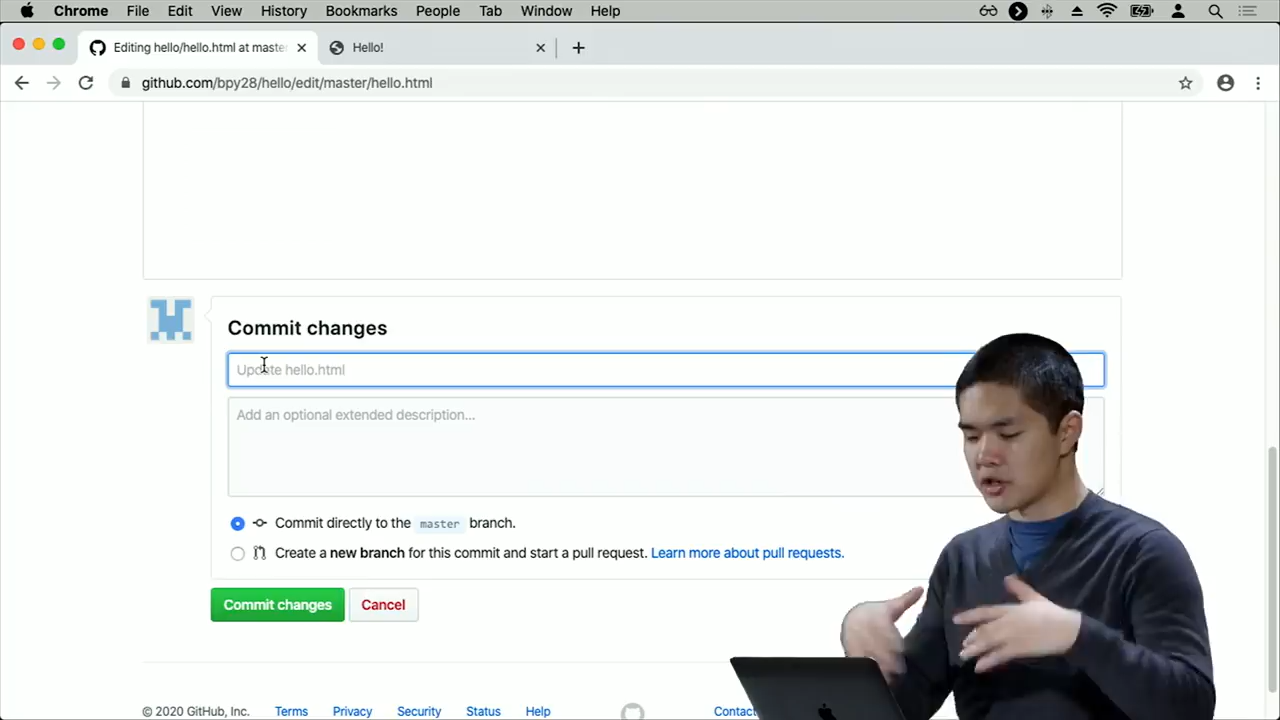 Chrome File Edit View History Bookmarks People Tab Window Help
Editing hello/hello.html at maste
Hello!
github.com/bpy28/hello/edit/master/hello.html
Commit changes
Update hello.html
Add an optional extended description...
Commit directly to the master branch.
Create a new branch for this commit and start a pull request. Learn more about pull requests.
Commit changes Cancel
© 2020 GitHub, Inc. Terms Privacy Security Status Help Contac